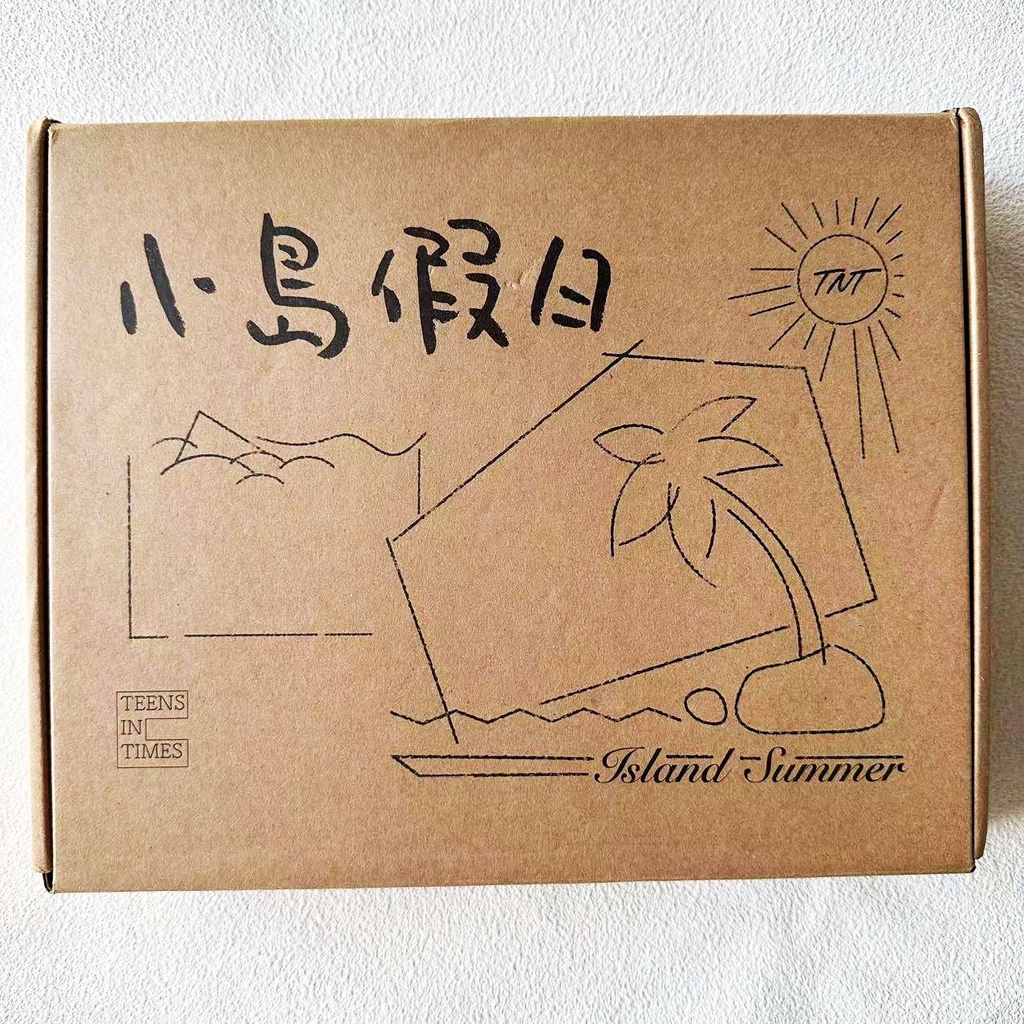 小島假日
TNT
TEENS
IN
TIMES
Island Summer